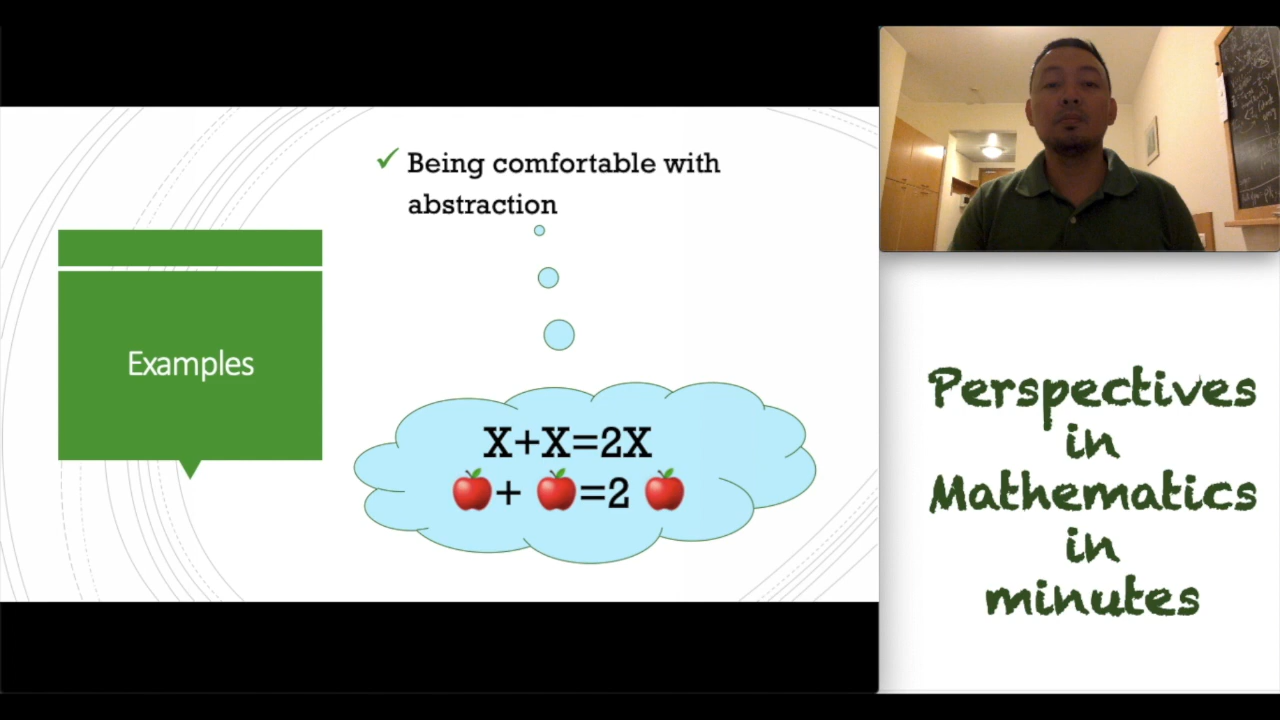 ✓ Being comfortable with
abstraction
Examples
X+X=2X
🍎+ 🍎=2 🍎
Perspectives
in
Mathematics
in
minutes